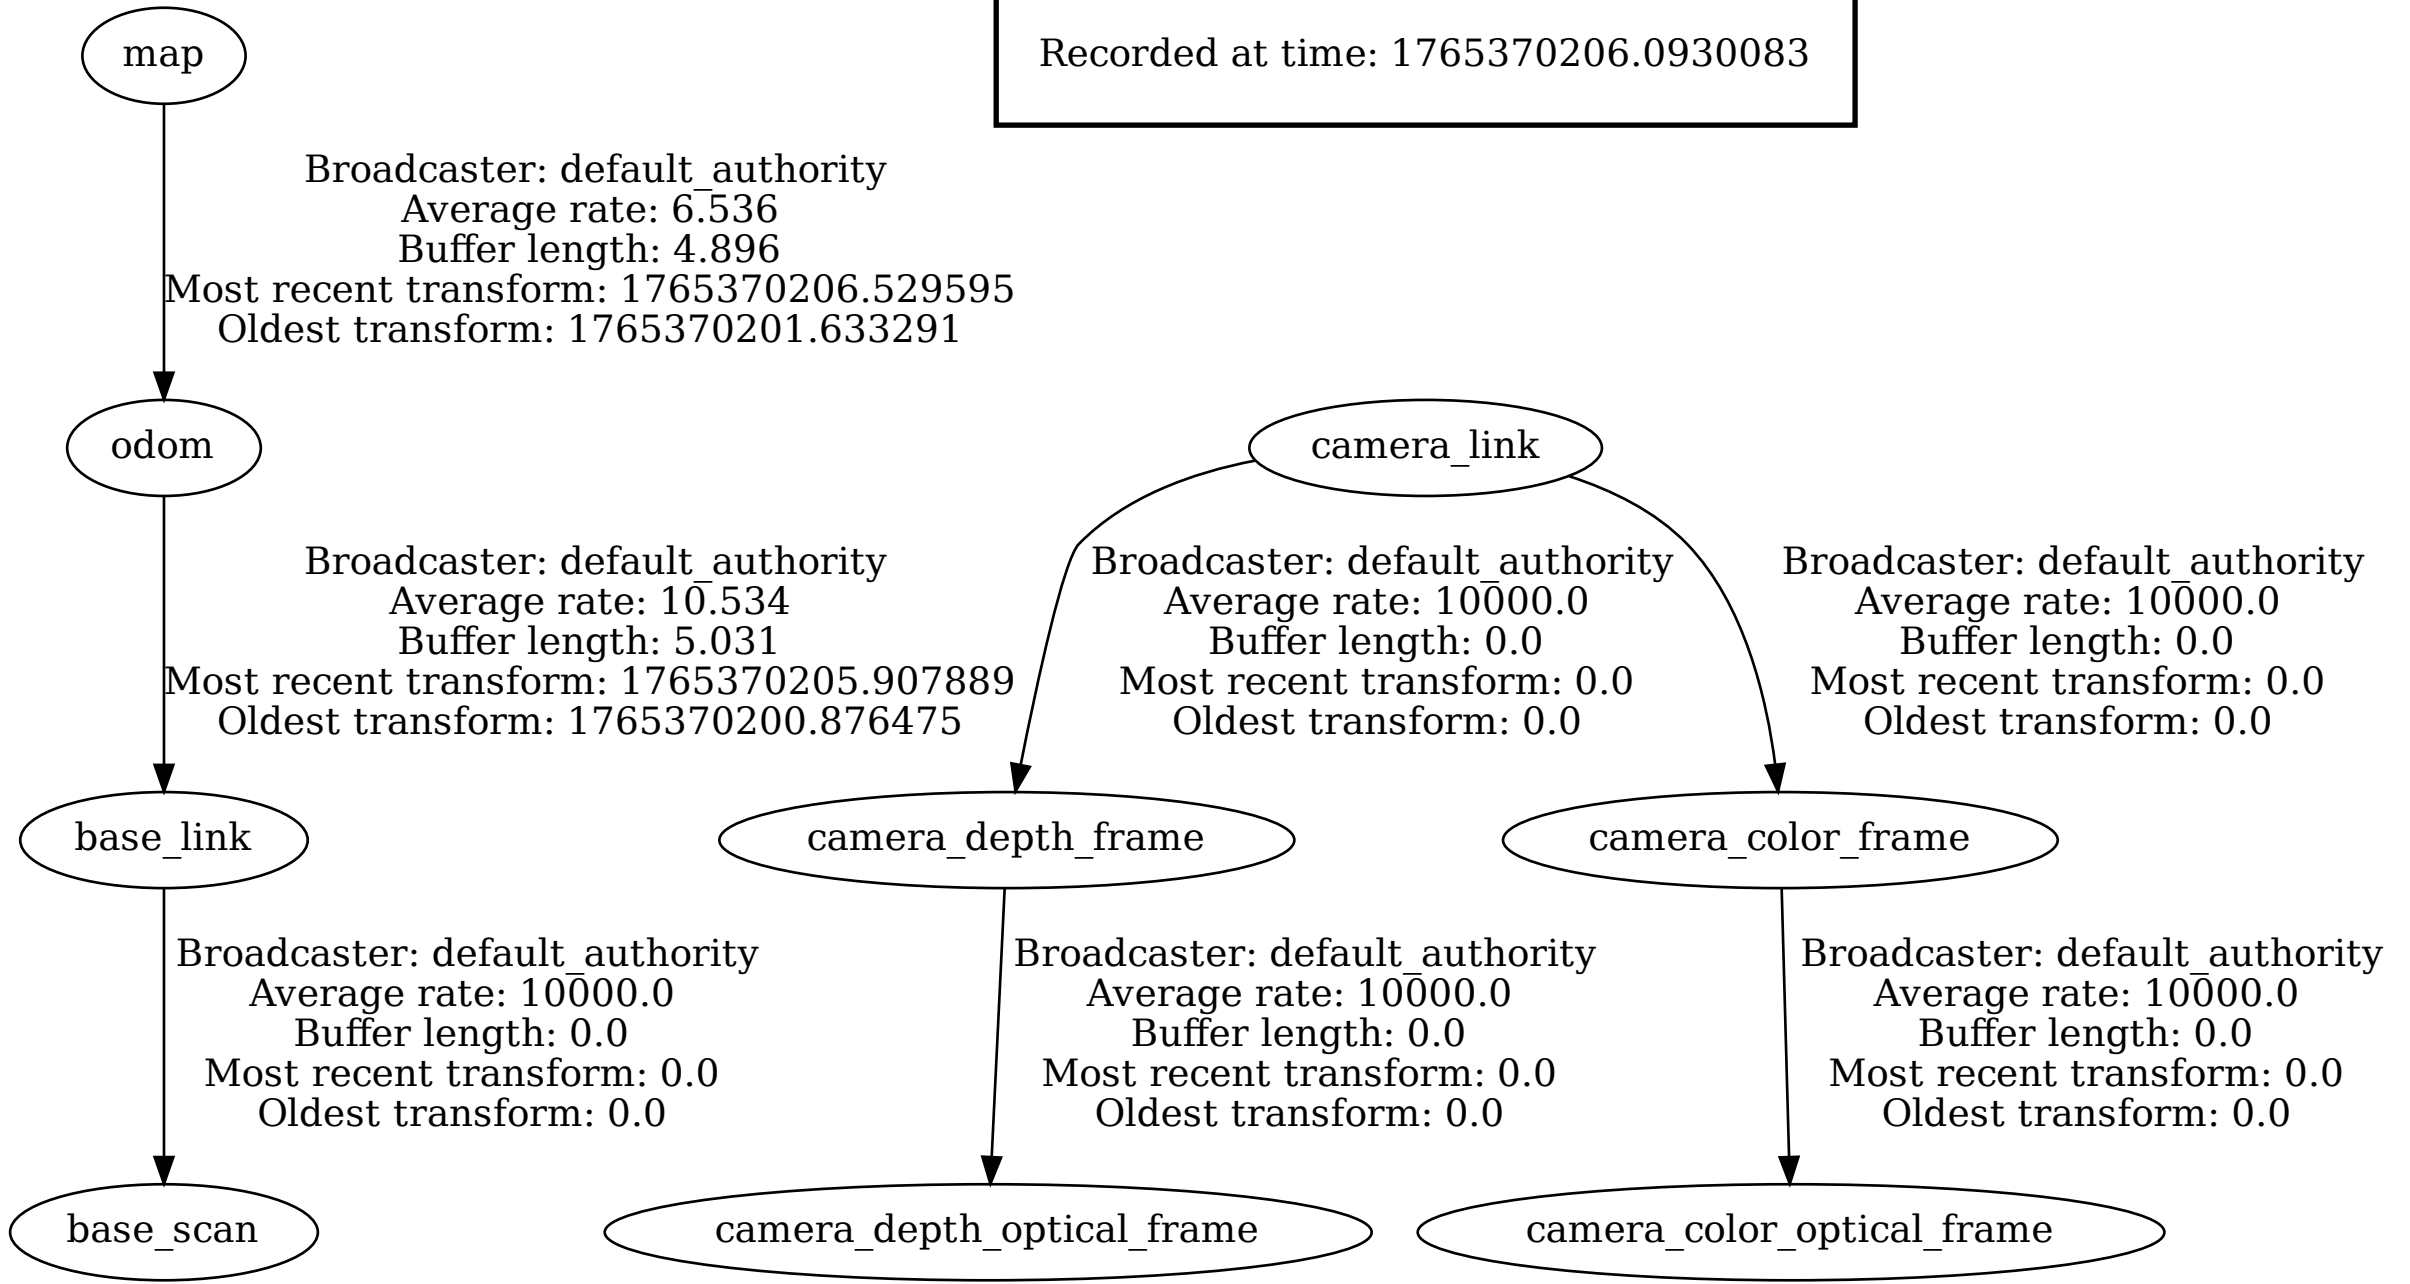 map
Recorded at time: 1765370206.0930083
Broadcaster: default_authority
Average rate: 6.536
Buffer length: 4.896
Most recent transform: 1765370206.529595
Oldest transform: 1765370201.633291
odom
camera_link
Broadcaster: default_authority
Average rate: 10.534
Buffer length: 5.031
Most recent transform: 1765370205.907889
Oldest transform: 1765370200.876475
Broadcaster: default_authority
Average rate: 10000.0
Buffer length: 0.0
Most recent transform: 0.0
Oldest transform: 0.0
Broadcaster: default_authority
Average rate: 10000.0
Buffer length: 0.0
Most recent transform: 0.0
Oldest transform: 0.0
base_link
camera_depth_frame
camera_color_frame
Broadcaster: default_authority
Average rate: 10000.0
Buffer length: 0.0
Most recent transform: 0.0
Oldest transform: 0.0
Broadcaster: default_authority
Average rate: 10000.0
Buffer length: 0.0
Most recent transform: 0.0
Oldest transform: 0.0
Broadcaster: default_authority
Average rate: 10000.0
Buffer length: 0.0
Most recent transform: 0.0
Oldest transform: 0.0
base_scan
camera_depth_optical_frame
camera_color_optical_frame